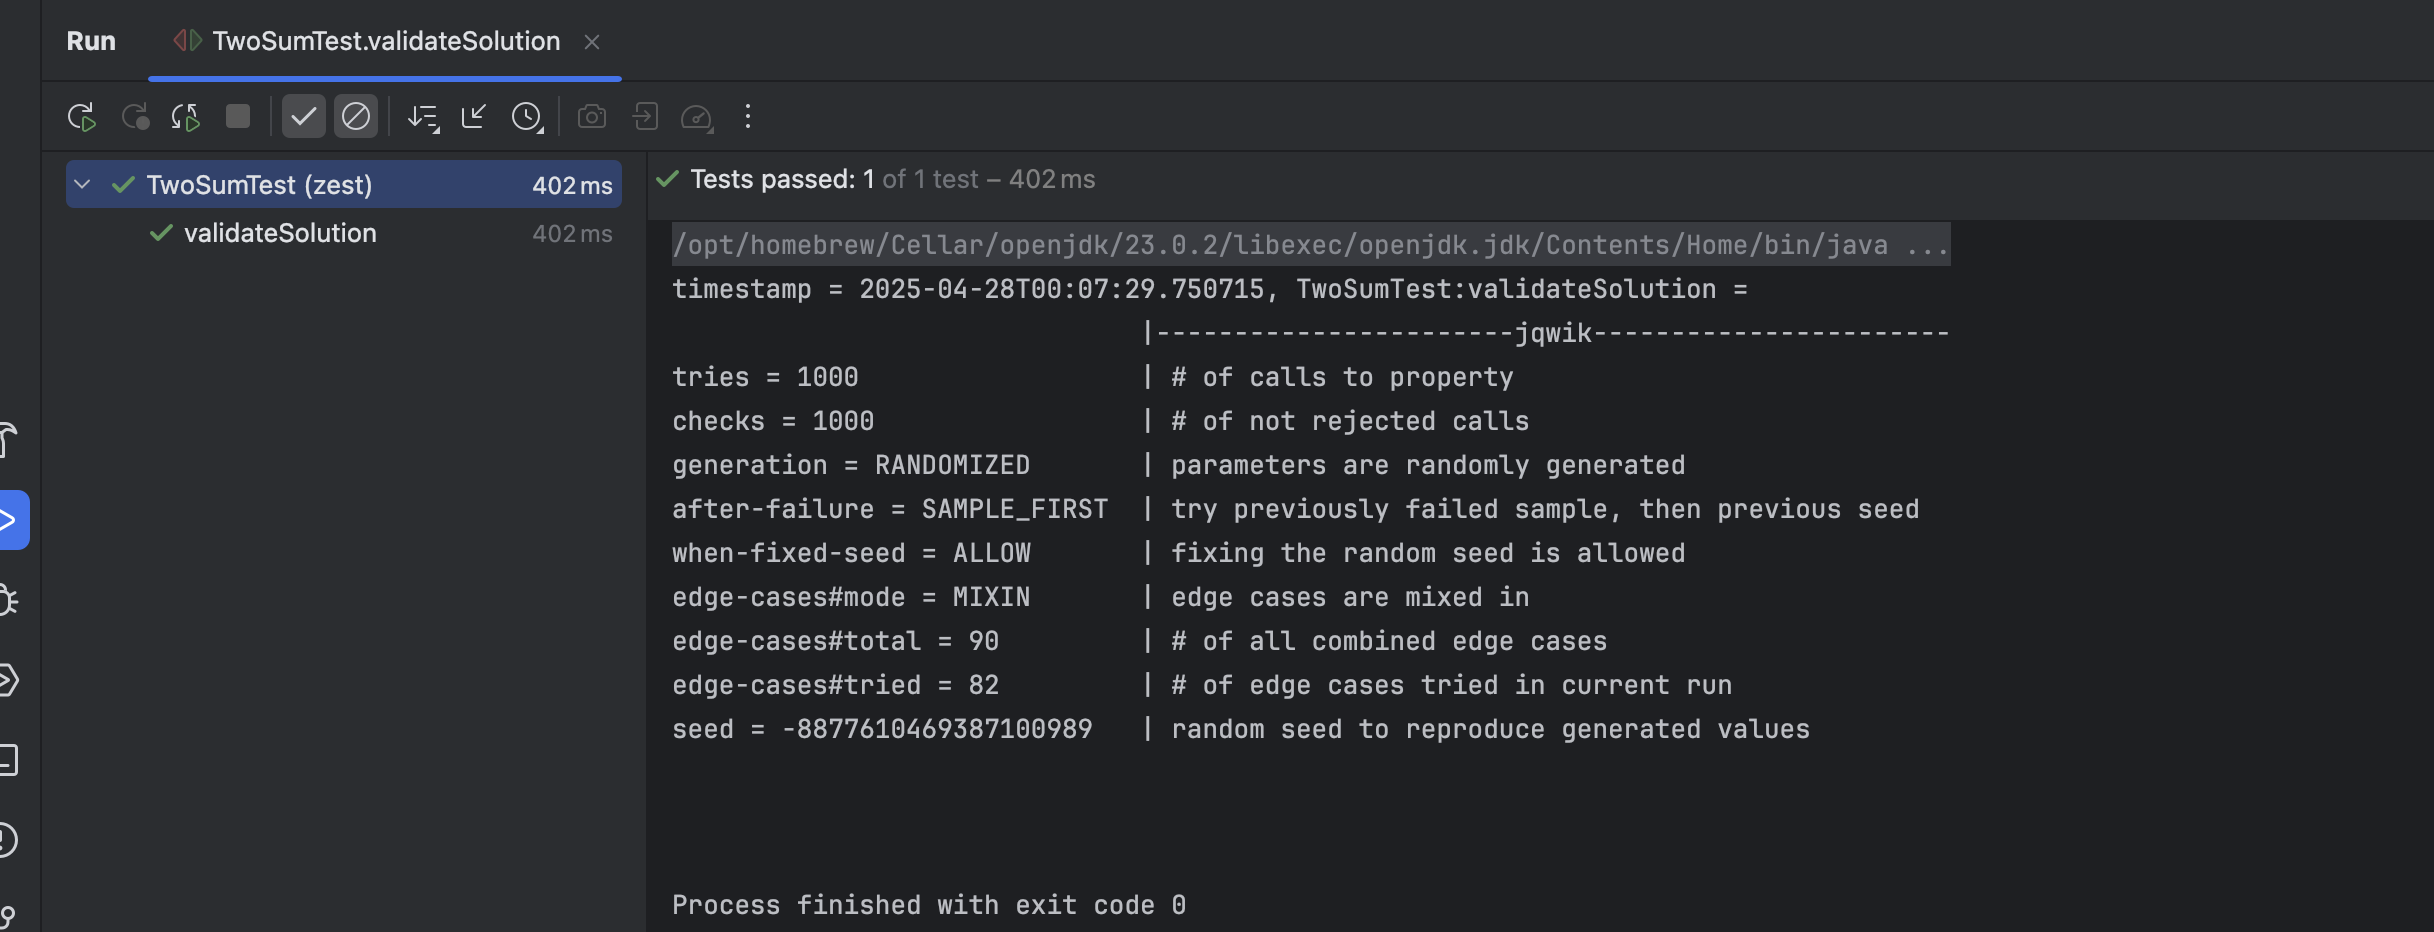 Run TwoSumTest.validateSolution
TwoSumTest (zest) 402 ms
validateSolution 402 ms
Tests passed: 1 of 1 test – 402 ms
/opt/homebrew/Cellar/openjdk/23.0.2/libexec/openjdk.jdk/Contents/Home/bin/java ...
timestamp = 2025-04-28T00:07:29.750715, TwoSumTest:validateSolution =
|-----------------------jqwik-----------------------
tries = 1000 | # of calls to property
checks = 1000 | # of not rejected calls
generation = RANDOMIZED | parameters are randomly generated
after-failure = SAMPLE_FIRST | try previously failed sample, then previous seed
when-fixed-seed = ALLOW | fixing the random seed is allowed
edge-cases#mode = MIXIN | edge cases are mixed in
edge-cases#total = 90 | # of all combined edge cases
edge-cases#tried = 82 | # of edge cases tried in current run
seed = -8877610469387100989 | random seed to reproduce generated values
Process finished with exit code 0